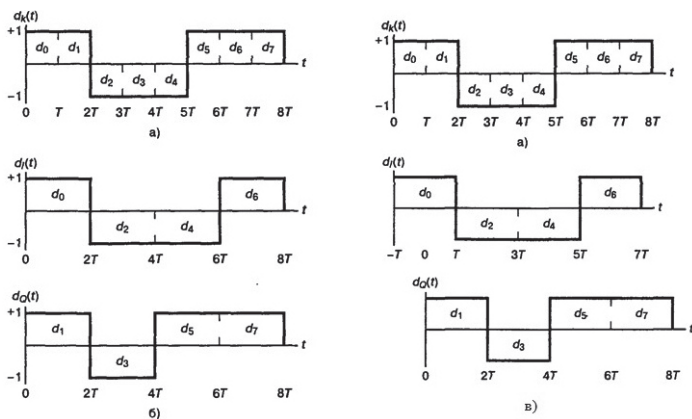 d_k(t)
+1
d_0 d_1 d_5 d_6 d_7 t
d_2 d_3 d_4
-1
0 T 2T 3T 4T 5T 6T 7T 8T
а)
d_I(t)
+1
d_0 d_6 t
d_2 d_4
-1
0 2T 4T 6T 8T
d_Q(t)
+1
d_1 d_5 d_7 t
d_3
-1
0 2T 4T 6T 8T
б)
d_k(t)
+1
d_0 d_1 d_5 d_6 d_7 t
d_2 d_3 d_4
-1
0 T 2T 3T 4T 5T 6T 7T 8T
а)
d_I(t)
d_0 d_6 t
d_2 d_4
-T 0 T 3T 5T 7T
d_Q(t)
d_1 d_5 d_7 t
d_3
0 2T 4T 6T 8T
в)